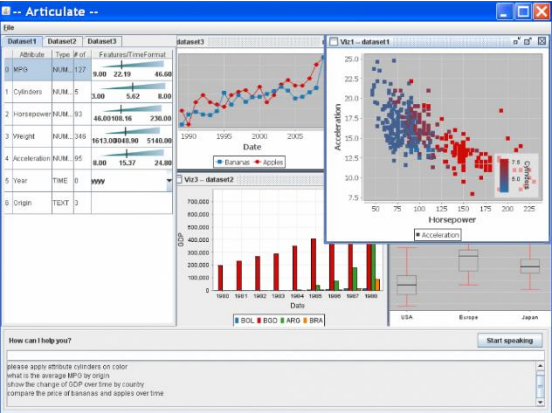 -- Articulate --
File
Dataset1 Dataset2 Dataset3
Attribute Type # of Features/TimeFormat
0 MPG NUM... 127 9.00 22.19 46.60
1 Cylinders NUM... 5 3.00 5.62 8.00
2 Horsepower NUM... 93 46.00 108.16 230.00
3 Weight NUM... 346 1613.00 3048.90 5140.00
4 Acceleration NUM... 95 8.00 15.37 24.80
5 Year TIME 0 yyyy
6 Origin TEXT 3
dataset3
1990 1995 2000 2005
Date
Bananas Apples
Viz3 -- dataset2
700,000
600,000
500,000
400,000
300,000
200,000
100,000
0
GDP
1980 1981 1982 1983 1984 1985 1986 1987 1988
Date
BOL BGD ARG BRA
Viz1 -- dataset1
25.0
22.5
20.0
17.5
15.0
12.5
10.0
7.5
Acceleration
50 75 100 125 150 175 200 225
Horsepower
Acceleration
7.5
5.0
Cylinders
USA Europe Japan
How can I help you?
Start speaking
please apply attribute cylinders on color
what is the average MPG by origin
show the change of GDP over time by country
compare the price of bananas and apples over time